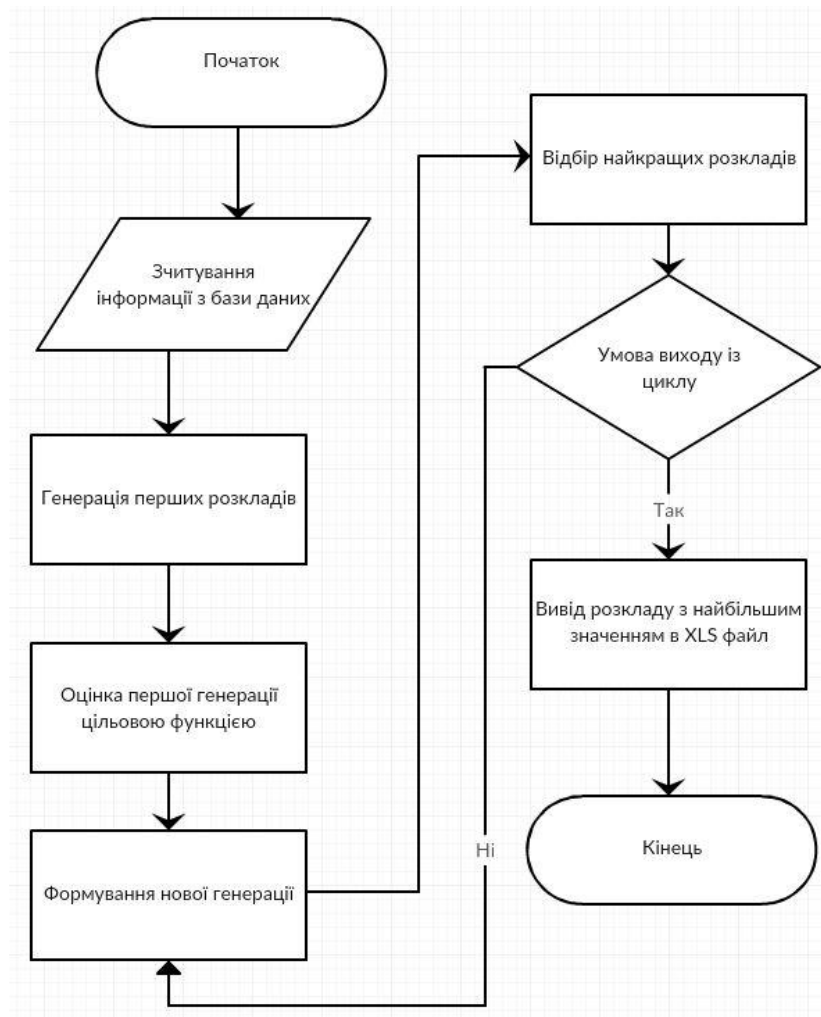 Початок
Зчитування
інформації з бази даних
Генерація перших розкладів
Оцінка першої генерації
цільовою функцією
Формування нової генерації
Відбір найкращих розкладів
Умова виходу із
циклу
Так
Ні
Вивід розкладу з найбільшим
значенням в XLS файл
Кінець